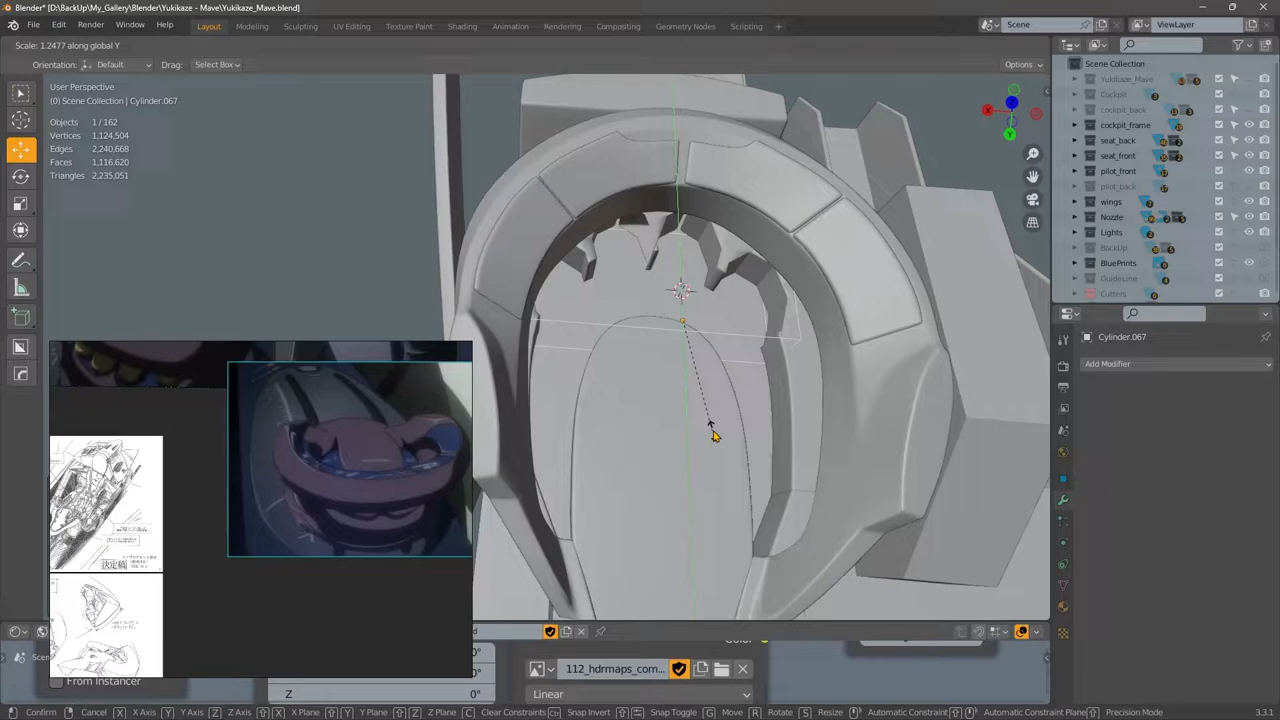 Blender* [D:\BackUp\My_Gallery\Blender\Yukikaze - Mave\Yukikaze_Mave.blend]
File Edit Render Window Help Layout Modeling Sculpting UV Editing Texture Paint Shading Animation Rendering Compositing Geometry Nodes Scripting + Scene ViewLayer
Scale: 1.2477 along global Y
Orientation: Default Drag: Select Box Options
User Perspective
(0) Scene Collection | Cylinder.067
Objects 1 / 162
Vertices 1,124,504
Edges 2,240,668
Faces 1,116,620
Triangles 2,235,051
Scene Collection
Yukikaze_Mave
Cockpit
cockpit_back
cockpit_frame
seat_back
seat_front
pilot_front
pilot_back
wings
Nozzle
Lights
BackUp
BluePrints
GuideLine
Cutters
Cylinder.067
Add Modifier
決定稿
From Instancer
Z 0°
0°
0°
Color
112_hdrmaps_com...
Linear
Confirm Cancel X X Axis Y Y Axis Z Z Axis X X Plane Y Y Plane Z Z Plane C Clear Constraints Snap Invert Snap Toggle G Move R Rotate S Resize Automatic Constraint Automatic Constraint Plane Precision Mode 3.3.1